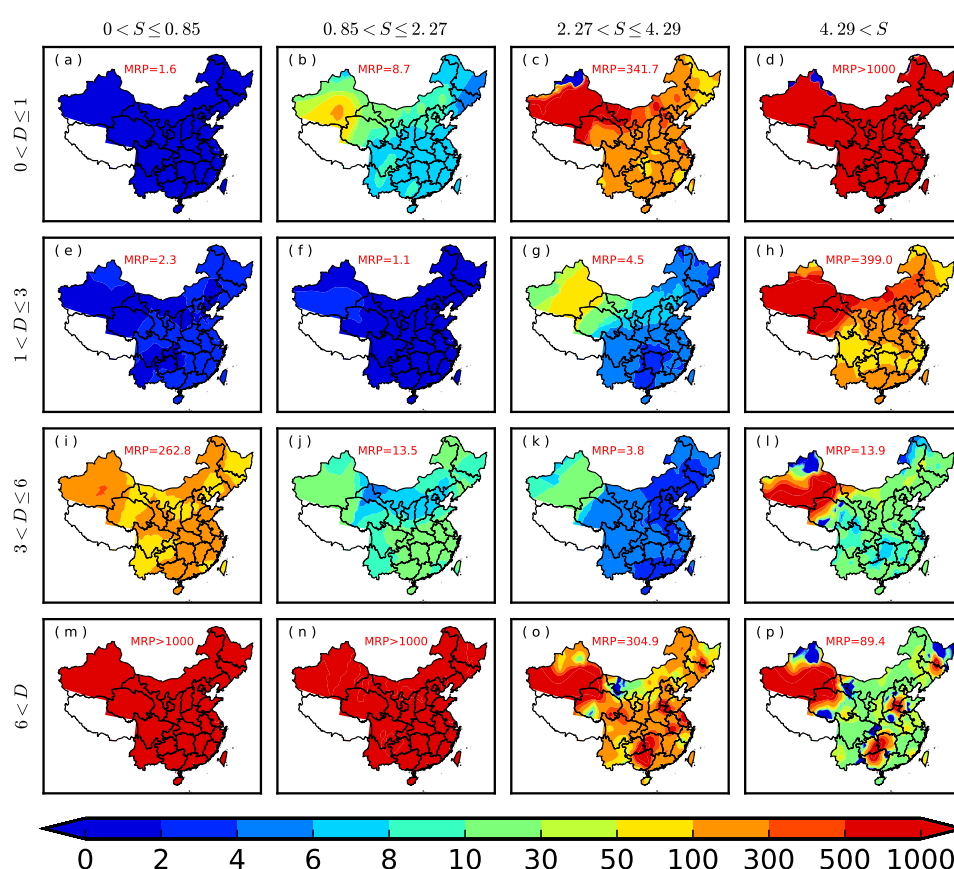 0 < S ≤ 0.85 0.85 < S ≤ 2.27 2.27 < S ≤ 4.29 4.29 < S
0 < D ≤ 1
(a) MRP=1.6
(b) MRP=8.7
(c) MRP=341.7
(d) MRP>1000
1 < D ≤ 3
(e) MRP=2.3
(f) MRP=1.1
(g) MRP=4.5
(h) MRP=399.0
3 < D ≤ 6
(i) MRP=262.8
(j) MRP=13.5
(k) MRP=3.8
(l) MRP=13.9
6 < D
(m) MRP>1000
(n) MRP>1000
(o) MRP=304.9
(p) MRP=89.4
0 2 4 6 8 10 30 50 100 300 500 1000